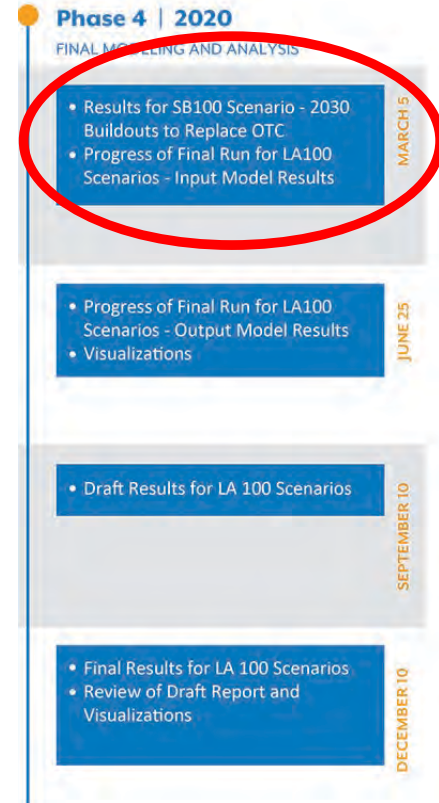 Phase 4 | 2020
FINAL MODELING AND ANALYSIS
• Results for SB100 Scenario - 2030
Buildouts to Replace OTC
• Progress of Final Run for LA100
Scenarios - Input Model Results
MARCH 5
• Progress of Final Run for LA100
Scenarios - Output Model Results
• Visualizations
JUNE 25
• Draft Results for LA 100 Scenarios
SEPTEMBER 10
• Final Results for LA 100 Scenarios
• Review of Draft Report and
Visualizations
DECEMBER 10